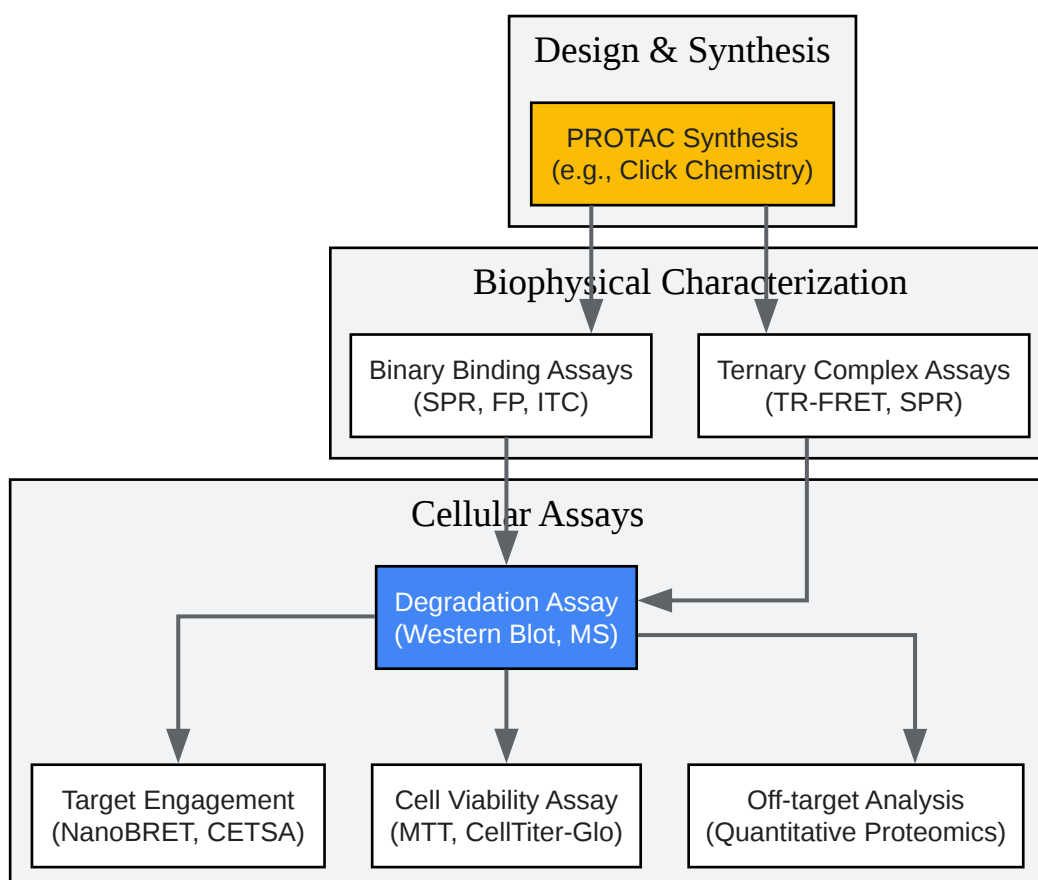 Design & Synthesis
PROTAC Synthesis
(e.g., Click Chemistry)
Biophysical Characterization
Binary Binding Assays
(SPR, FP, ITC)
Ternary Complex Assays
(TR-FRET, SPR)
Cellular Assays
Degradation Assay
(Western Blot, MS)
Target Engagement
(NanoBRET, CETSA)
Cell Viability Assay
(MTT, CellTiter-Glo)
Off-target Analysis
(Quantitative Proteomics)